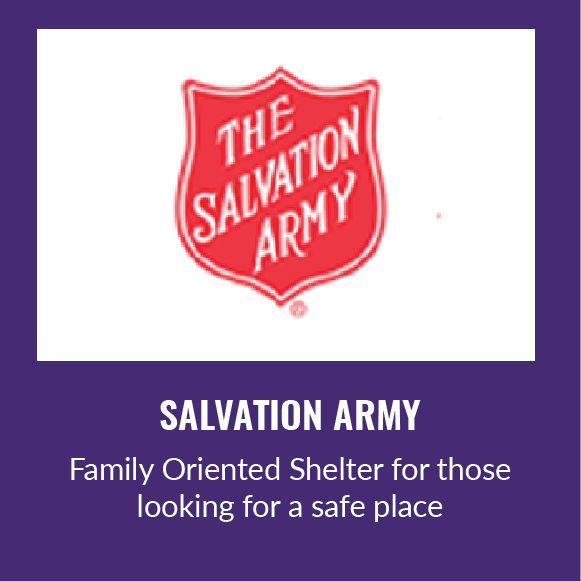 THE
SALVATION
ARMY
®
SALVATION ARMY
Family Oriented Shelter for those
looking for a safe place